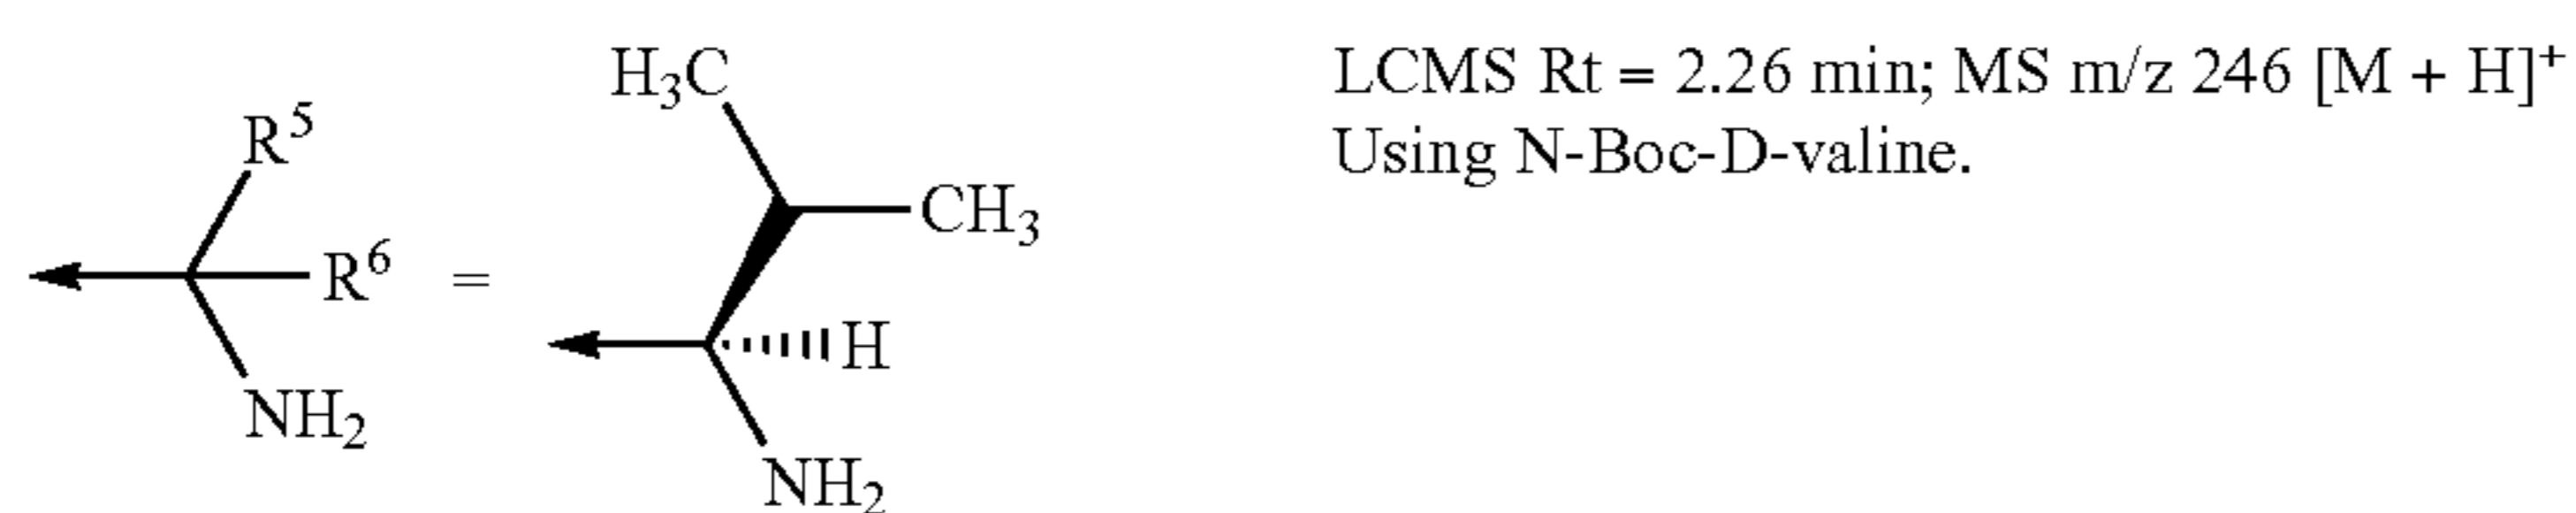 H₃C
LCMS Rt = 2.26 min; MS m/z 246 [M + H]⁺
R⁵
Using N-Boc-D-valine.
CH₃
R⁶ =
H
NH₂
NH₂